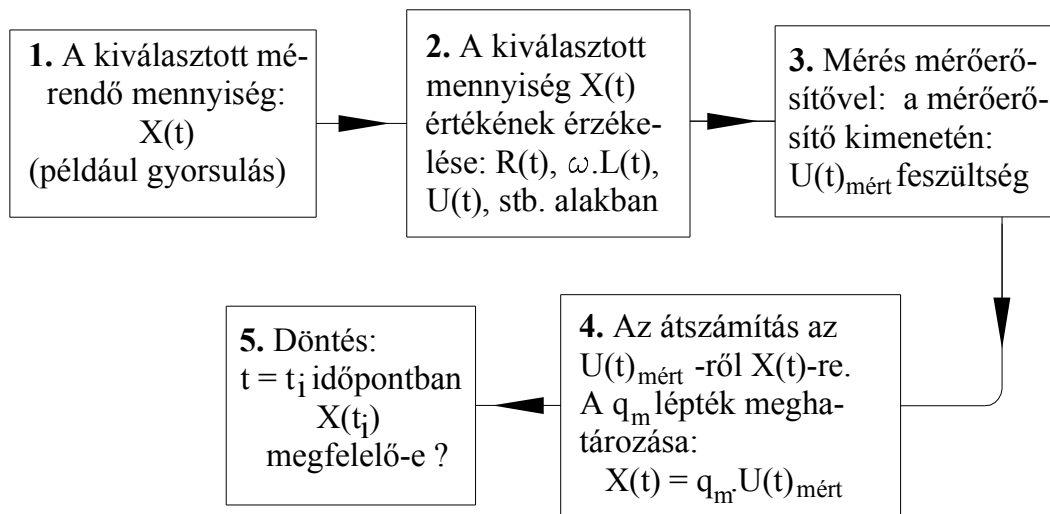 1. A kiválasztott mé-
rendő mennyiség:
X(t)
(például gyorsulás)
2. A kiválasztott
mennyiség X(t)
értékének érzéke-
lése: R(t), ω.L(t),
U(t), stb. alakban
3. Mérés mérőerő-
sítővel: a mérőerő-
sítő kimenetén:
U(t)mért feszültség
4. Az átszámítás az
U(t)mért -ről X(t)-re.
A qm lépték megha-
tározása:
X(t) = qm.U(t)mért
5. Döntés:
t = ti időpontban
X(ti)
megfelelő-e ?